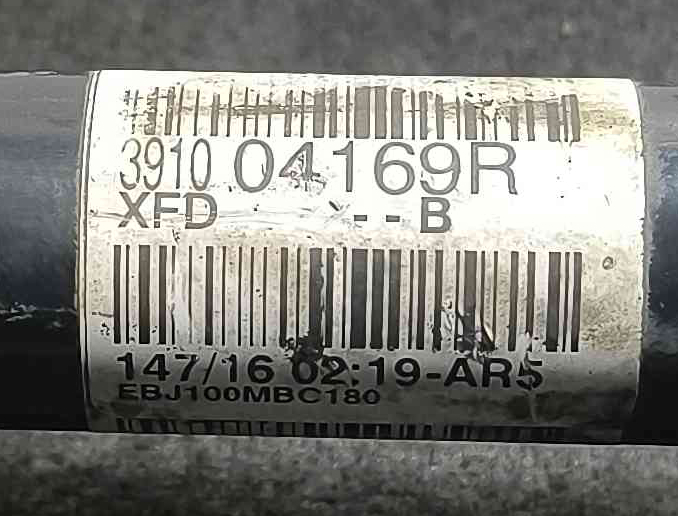 3910 04169R
XFD - - B
147/16 02:19-AR5
EBJ100MBC180